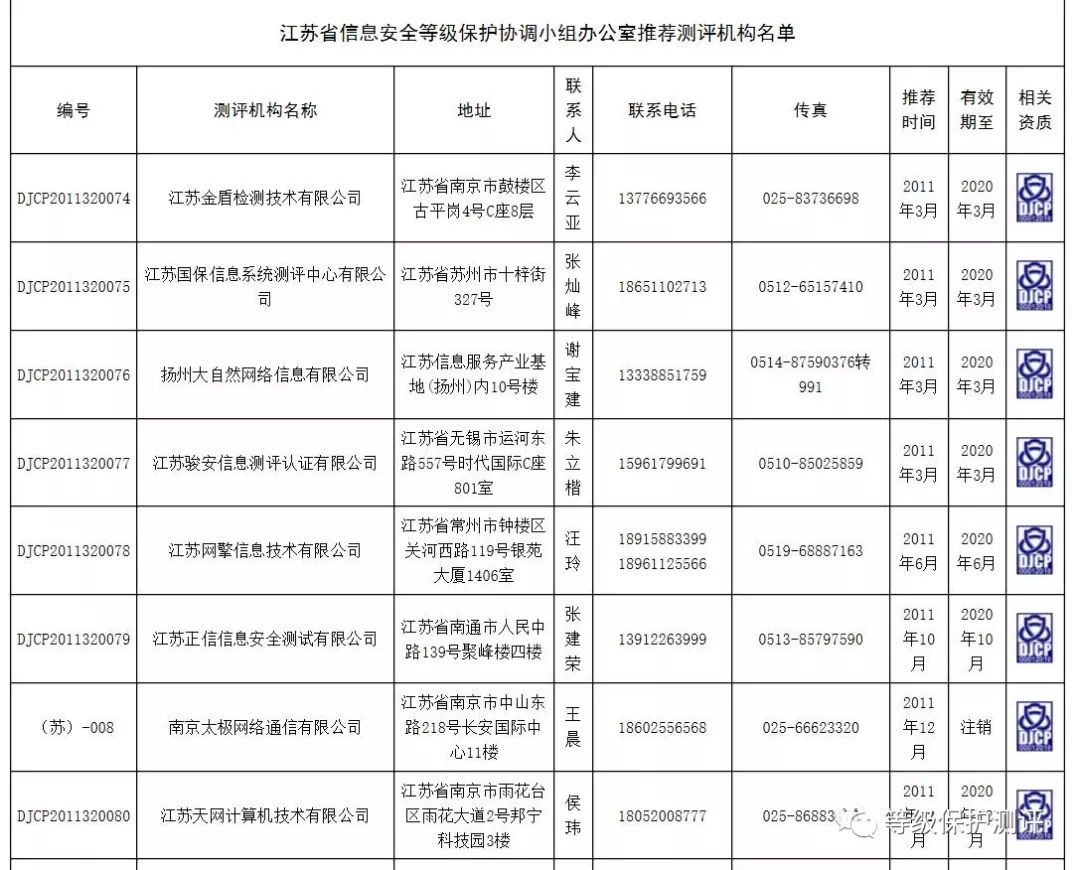 江苏省信息安全等级保护协调小组办公室推荐测评机构名单
编号 测评机构名称 地址 联系人 联系电话 传真 推荐时间 有效期至 相关资质
DJCP2011320074 江苏金盾检测技术有限公司 江苏省南京市鼓楼区古平岗4号C座8层 李云亚 13776693566 025-83736698 2011年3月 2020年3月 DJCP
DJCP2011320075 江苏国保信息系统测评中心有限公司 江苏省苏州市十梓街327号 张灿峰 18651102713 0512-65157410 2011年3月 2020年3月 DJCP
DJCP2011320076 扬州大自然网络信息有限公司 江苏信息服务产业基地(扬州)内10号楼 谢宝建 13338851759 0514-87590376转991 2011年3月 2020年3月 DJCP
DJCP2011320077 江苏骏安信息测评认证有限公司 江苏省无锡市运河东路557号时代国际C座801室 朱立楷 15961799691 0510-85025859 2011年3月 2020年3月 DJCP
DJCP2011320078 江苏网擎信息技术有限公司 江苏省常州市钟楼区关河西路119号银苑大厦1406室 汪玲 18915883399 18961125566 0519-68887163 2011年6月 2020年6月 DJCP
DJCP2011320079 江苏正信信息安全测试有限公司 江苏省南通市人民中路139号聚峰楼四楼 张建荣 13912263999 0513-85797590 2011年10月 2020年10月 DJCP
（苏）-008 南京太极网络通信有限公司 江苏省南京市中山东路218号长安国际中心11楼 王晨 18602556568 025-66623320 2011年12月 注销 DJCP
DJCP2011320080 江苏天网计算机技术有限公司 江苏省南京市雨花台区雨花大道2号邦宁科技园3楼 侯玮 18052008777 025-8688 2011 月 2020 月
等级保护测评